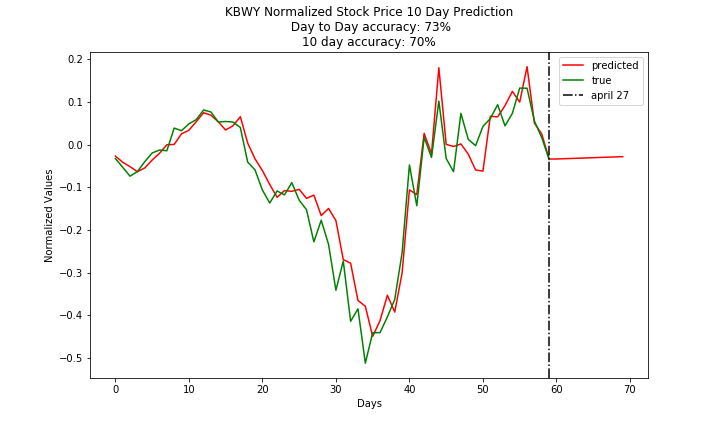 KBWY Normalized Stock Price 10 Day Prediction
Day to Day accuracy: 73%
10 day accuracy: 70%
predicted
true
april 27
0.2
0.1
0.0
−0.1
−0.2
−0.3
−0.4
−0.5
Normalized Values
0 10 20 30 40 50 60 70
Days